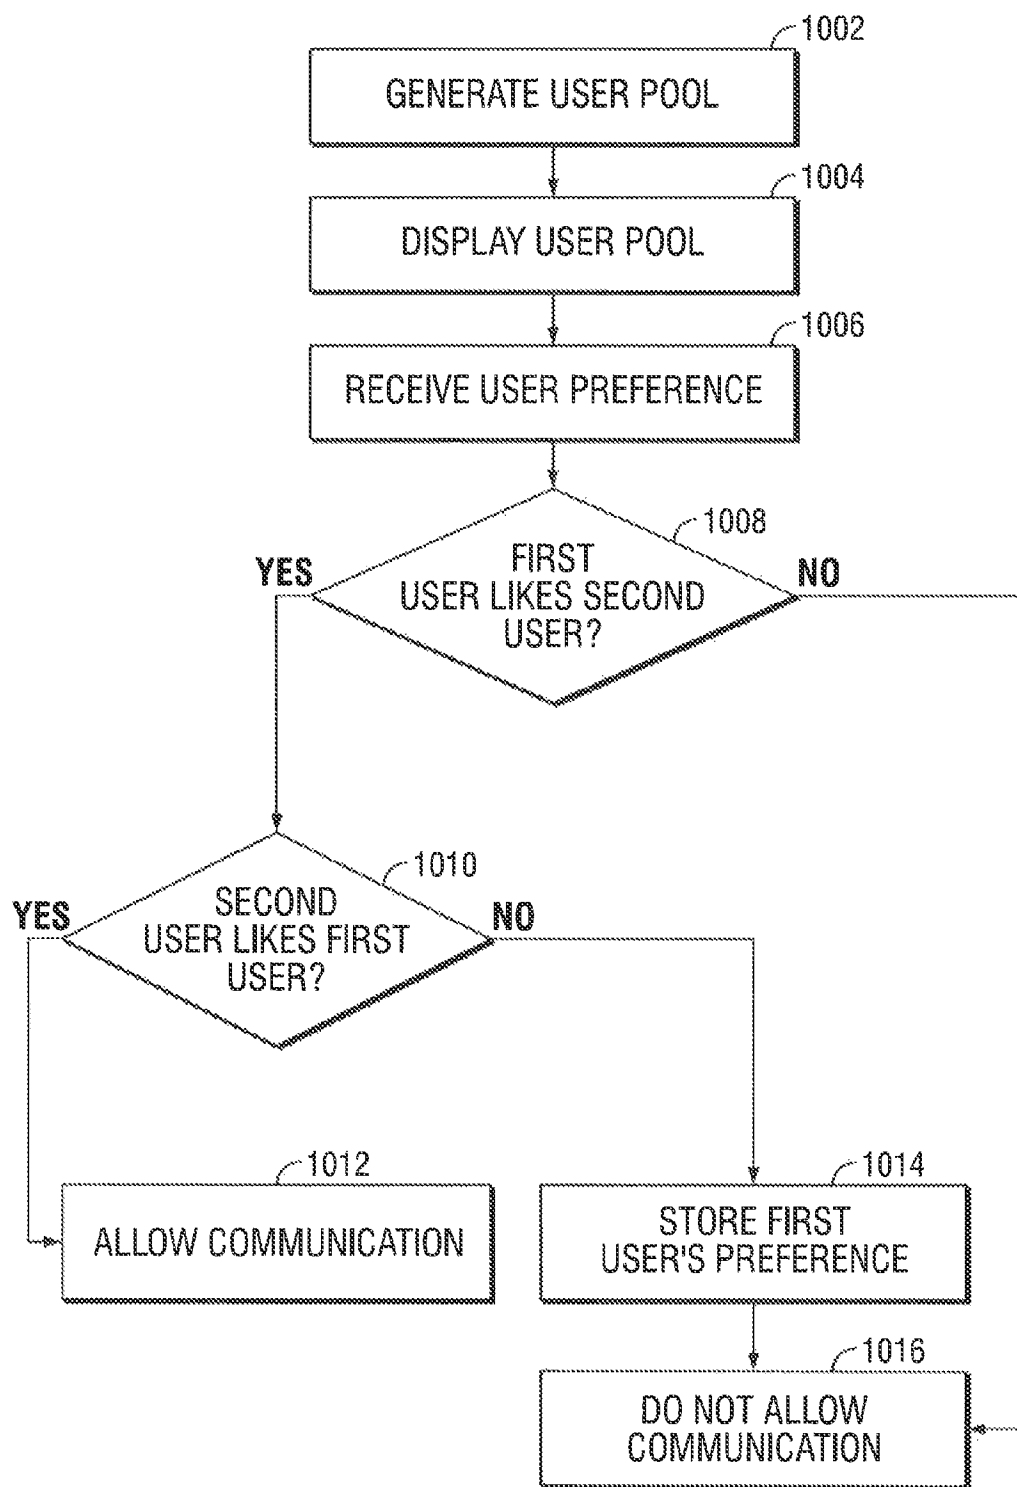 1002
GENERATE USER POOL
1004
DISPLAY USER POOL
1006
RECEIVE USER PREFERENCE
1008
FIRST
USER LIKES SECOND
USER?
YES
NO
1010
SECOND
USER LIKES FIRST
USER?
YES
NO
1012
ALLOW COMMUNICATION
1014
STORE FIRST
USER'S PREFERENCE
1016
DO NOT ALLOW
COMMUNICATION